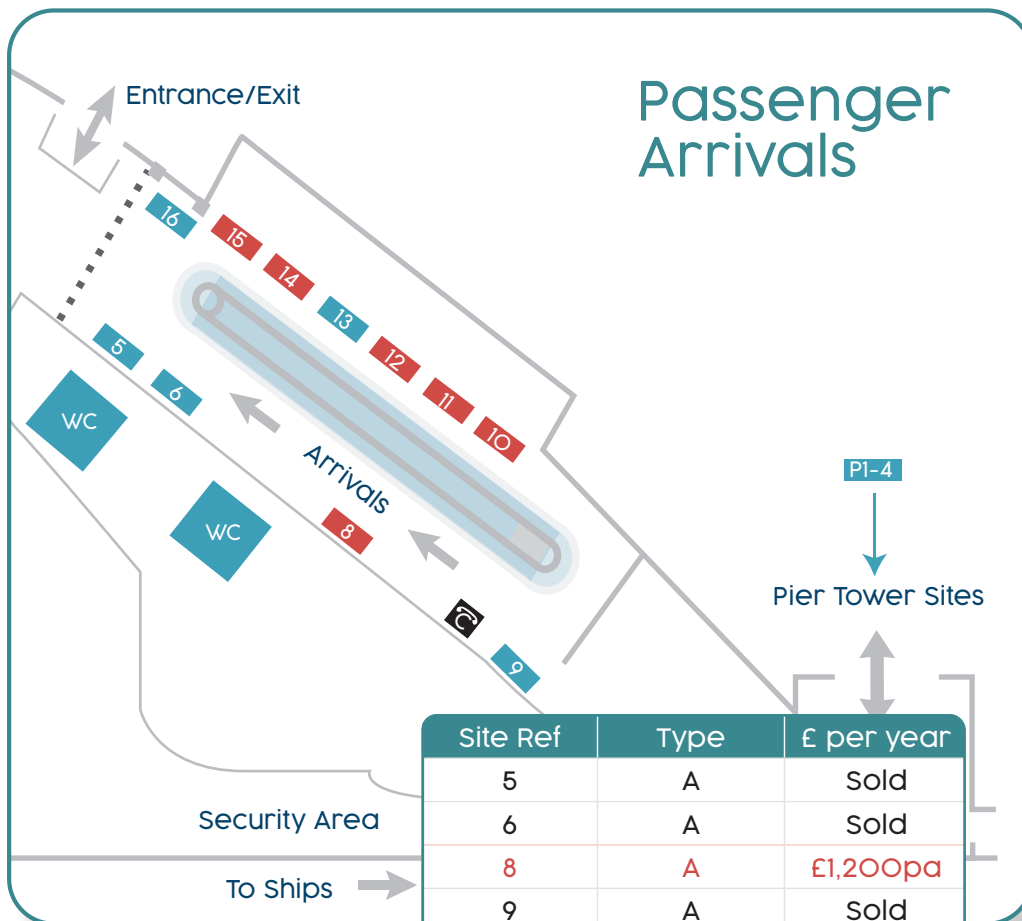 Passenger
Arrivals
Entrance/Exit
16
15
14
13
12
11
10
5
6
WC
WC
Arrivals
8
C
9
P1-4
Pier Tower Sites
Security Area
To Ships
Site Ref Type £ per year
5 A Sold
6 A Sold
8 A £1,200pa
9 A Sold